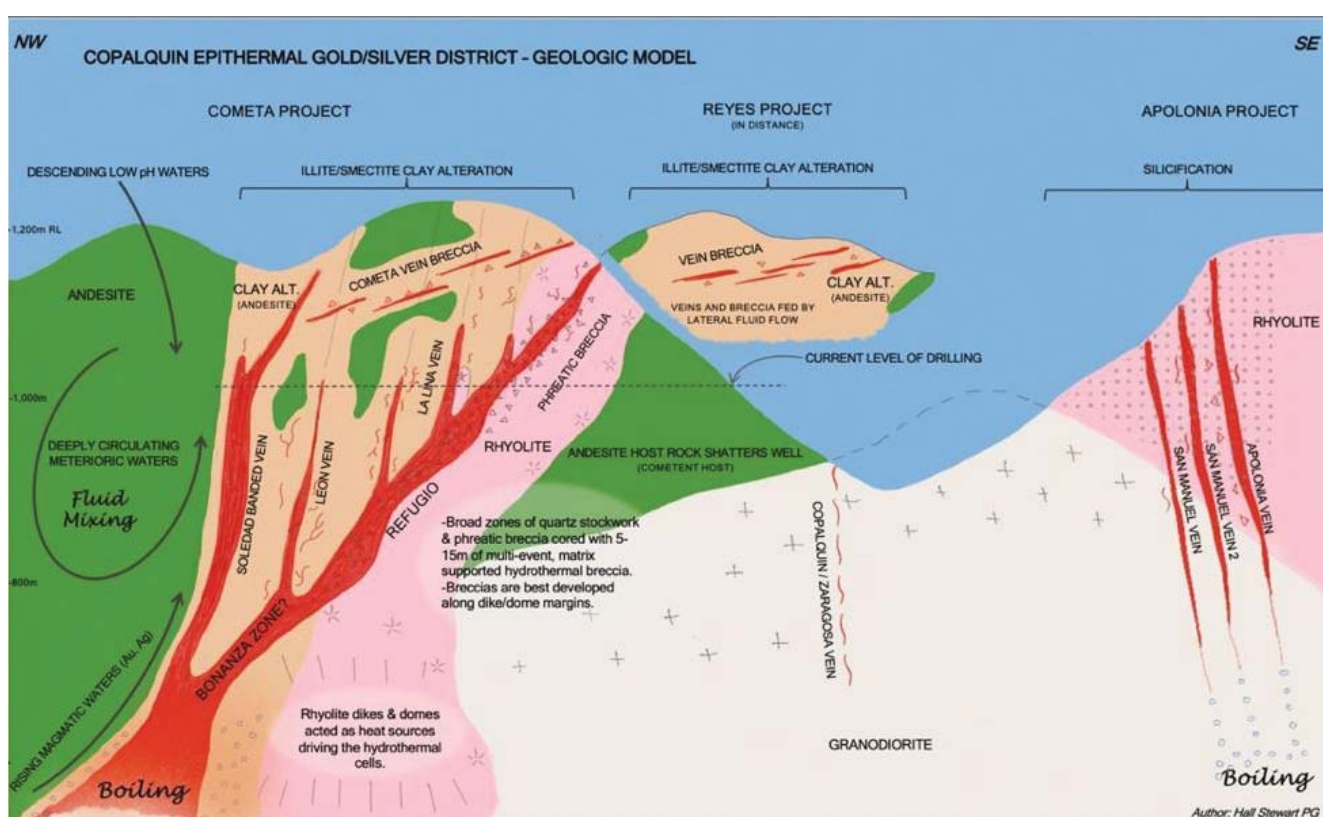 NW
SE
COPALQUIN EPITHERMAL GOLD/SILVER DISTRICT - GEOLOGIC MODEL
COMETA PROJECT
REYES PROJECT
(IN DISTANCE)
APOLONIA PROJECT
DESCENDING LOW pH WATERS
ILLITE/SMECTITE CLAY ALTERATION
ILLITE/SMECTITE CLAY ALTERATION
SILICIFICATION
1,200m RL
ANDESITE
CLAY ALT.
(ANDESITE)
COMETA VEIN BRECCIA
VEIN BRECCIA
CLAY ALT.
(ANDESITE)
VEINS AND BRECCIA FED BY
LATERAL FLUID FLOW
RHYOLITE
CURRENT LEVEL OF DRILLING
1,000m
LA LINA VEIN
PHREATIC BRECCIA
RHYOLITE
DEEPLY CIRCULATING
METERIORIC WATERS
Fluid
Mixing
SOLEDAD BANDED VEIN
LEON VEIN
REFUGIO
ANDESITE HOST ROCK SHATTERS WELL
(COMETENT HOST)
SAN MANUEL VEIN
SAN MANUEL VEIN 2
APOLONIA VEIN
-Broad zones of quartz stockwork
& phreatic breccia cored with 5-
15m of multi-event, matrix
supported hydrothermal breccia.
-Breccias are best developed
along dike/dome margins.
COPALQUIN / ZARAGOSA VEIN
800m
BONANZA ZONE?
RISING MAGMATIC WATERS (Au, Ag)
Rhyolite dikes & domes
acted as heat sources
driving the hydrothermal
cells.
GRANODIORITE
Boiling
Boiling
Author: Hall Stewart PG